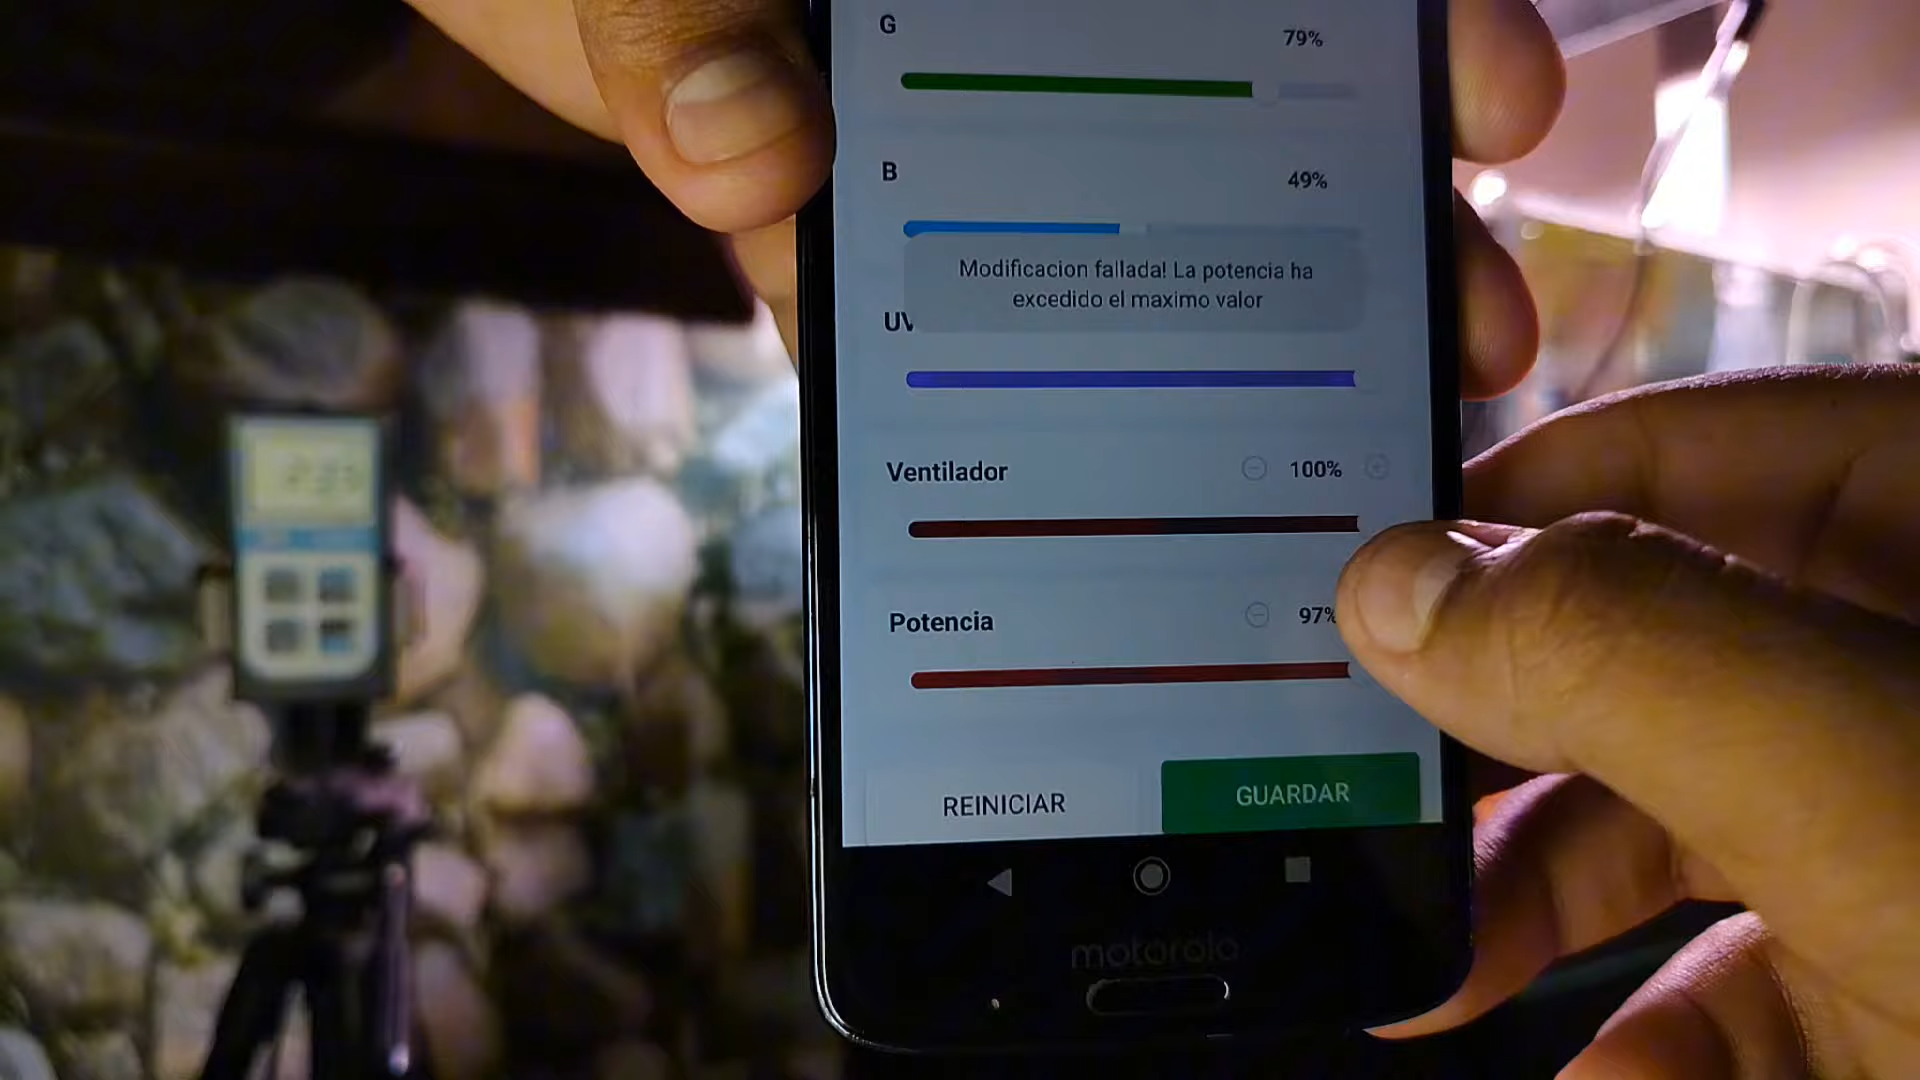 G
79%
B
49%
Modificacion fallada! La potencia ha
excedido el maximo valor
UV
Ventilador
100%
Potencia
97%
REINICIAR
GUARDAR
motorola